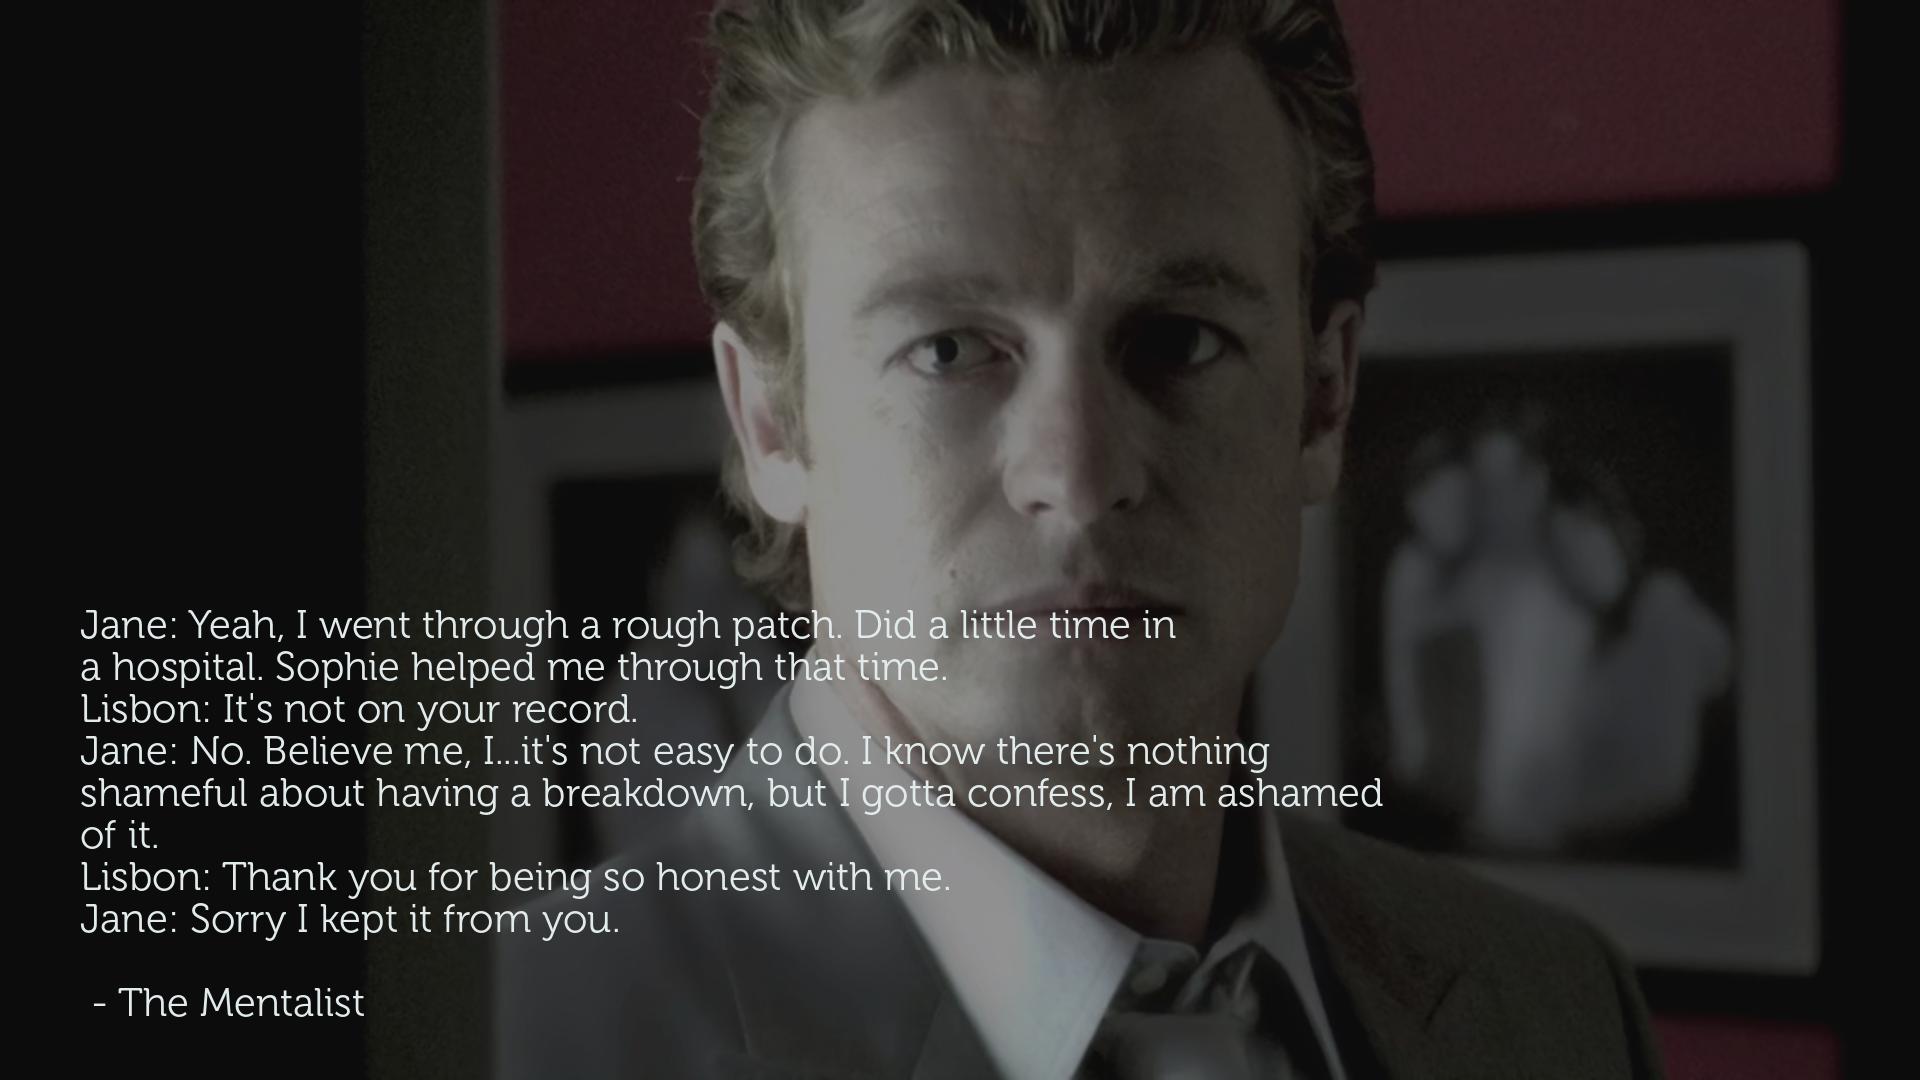 Jane: Yeah, I went through a rough patch. Did a little time in
a hospital. Sophie helped me through that time.
Lisbon: It's not on your record.
Jane: No. Believe me, I...it's not easy to do. I know there's nothing
shameful about having a breakdown, but I gotta confess, I am ashamed
of it.
Lisbon: Thank you for being so honest with me.
Jane: Sorry I kept it from you.
- The Mentalist